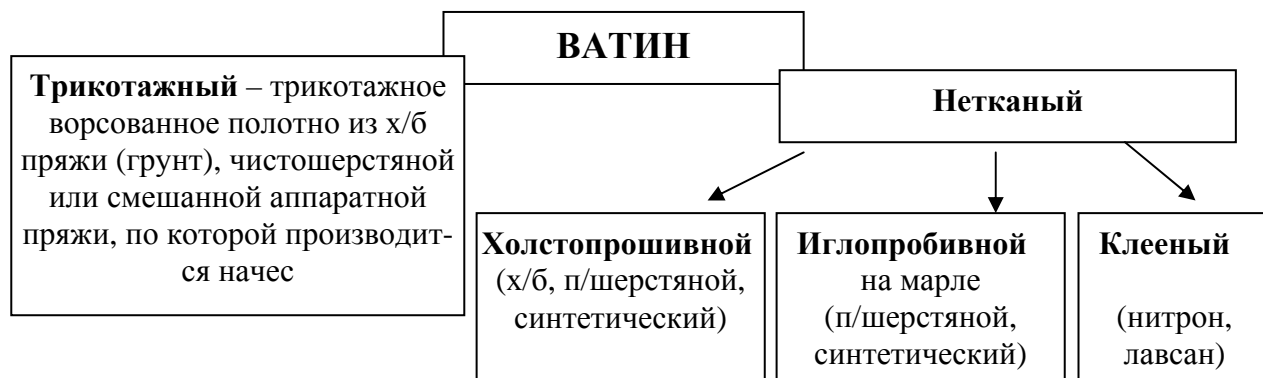 ВАТИН
Трикотажный – трикотажное
ворсованное полотно из х/б
пряжи (грунт), чистошерстяной
или смешанной аппаратной
пряжи, по которой производит-
ся начес
Нетканый
Холстопрошивной
(х/б, п/шерстяной,
синтетический)
Иглопробивной
на марле
(п/шерстяной,
синтетический)
Клееный
(нитрон,
лавсан)